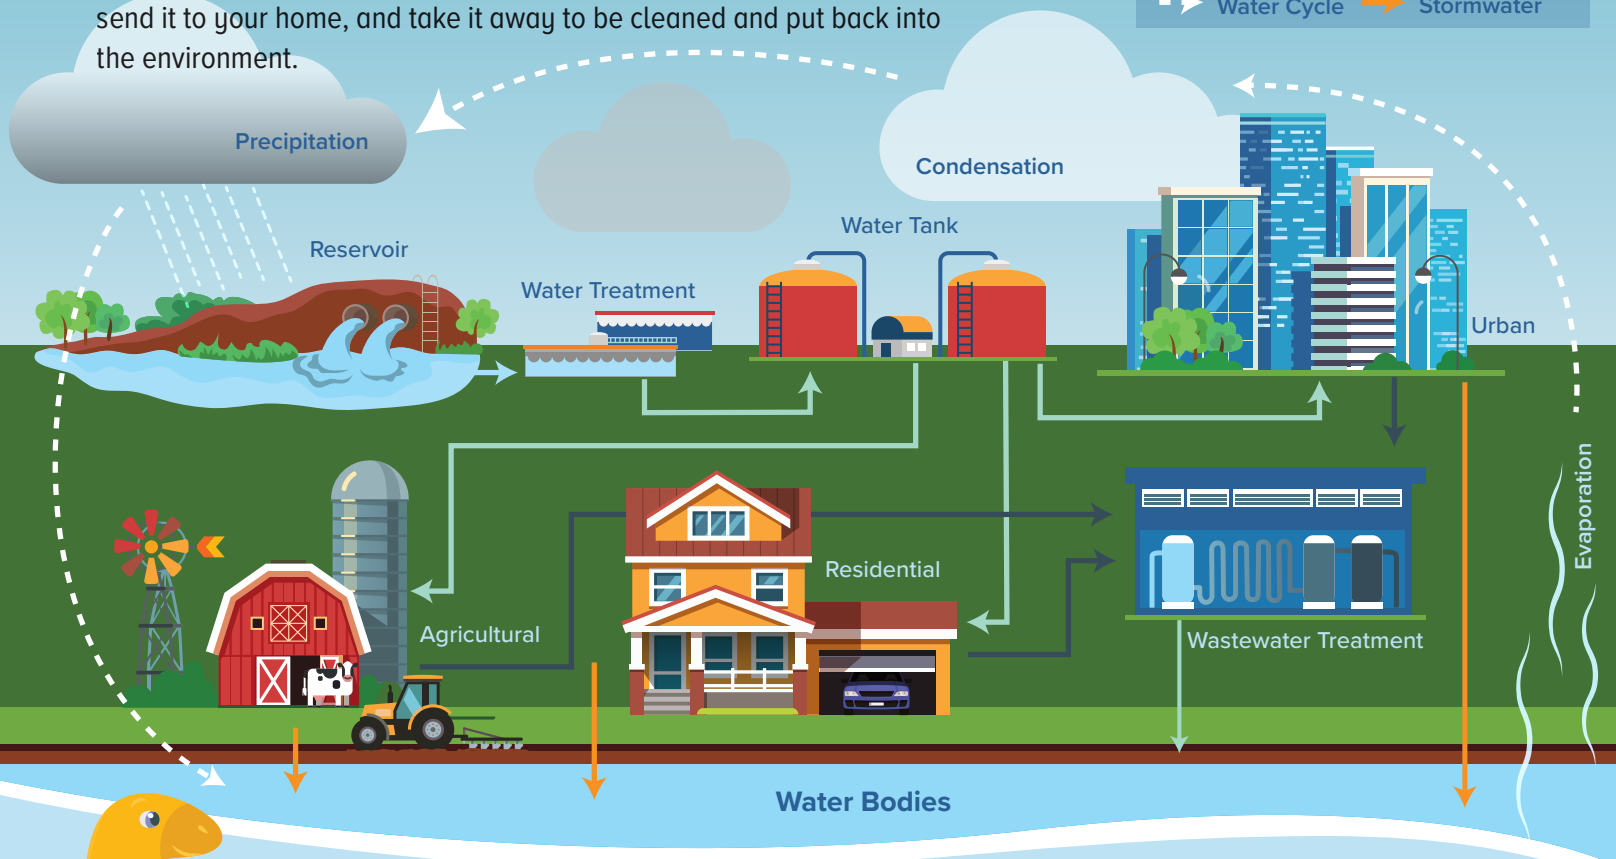 send it to your home, and take it away to be cleaned and put back into
the environment.
Water Cycle
Stormwater
Precipitation
Condensation
Reservoir
Water Treatment
Water Tank
Urban
Evaporation
Residential
Agricultural
Wastewater Treatment
Water Bodies